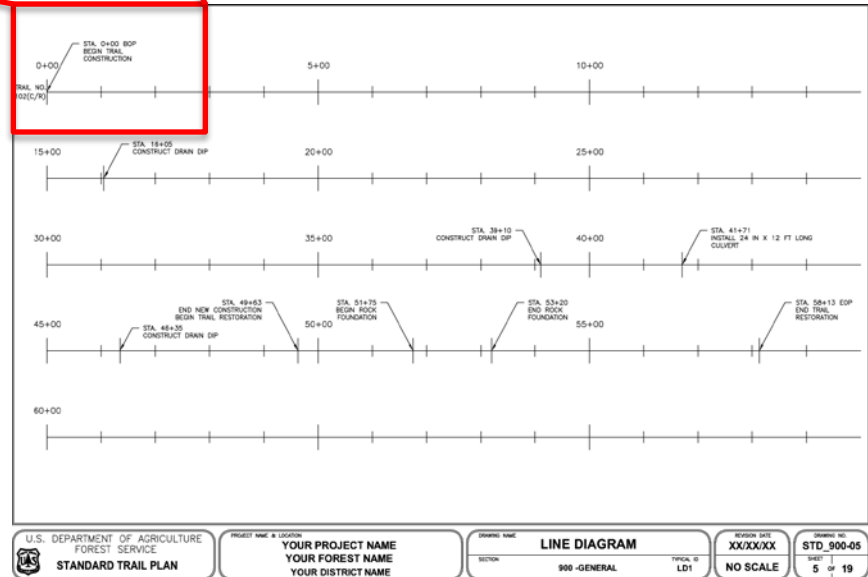 STA. 0+00 BOP
BEGIN TRAIL
CONSTRUCTION
0+00
5+00
10+00
TRAIL NO.
102(C/R)
STA. 16+05
CONSTRUCT DRAIN DIP
15+00
20+00
25+00
STA. 39+10
CONSTRUCT DRAIN DIP
STA. 41+71
INSTALL 24 IN X 12 FT LONG
CULVERT
30+00
35+00
40+00
STA. 49+63
END NEW CONSTRUCTION
BEGIN TRAIL RESTORATION
STA. 51+75
BEGIN ROCK
FOUNDATION
STA. 53+20
END ROCK
FOUNDATION
STA. 58+13 EOP
END TRAIL
RESTORATION
45+00
STA. 46+35
CONSTRUCT DRAIN DIP
50+00
55+00
60+00
U.S. DEPARTMENT OF AGRICULTURE
FOREST SERVICE
STANDARD TRAIL PLAN
PROJECT NAME & LOCATION
YOUR PROJECT NAME
YOUR FOREST NAME
YOUR DISTRICT NAME
DRAWING NAME
LINE DIAGRAM
SECTION
900 -GENERAL
TYPICAL ID
LD1
REVISION DATE
XX/XX/XX
NO SCALE
DRAWING NO.
STD_900-05
SHEET
5 OF 19